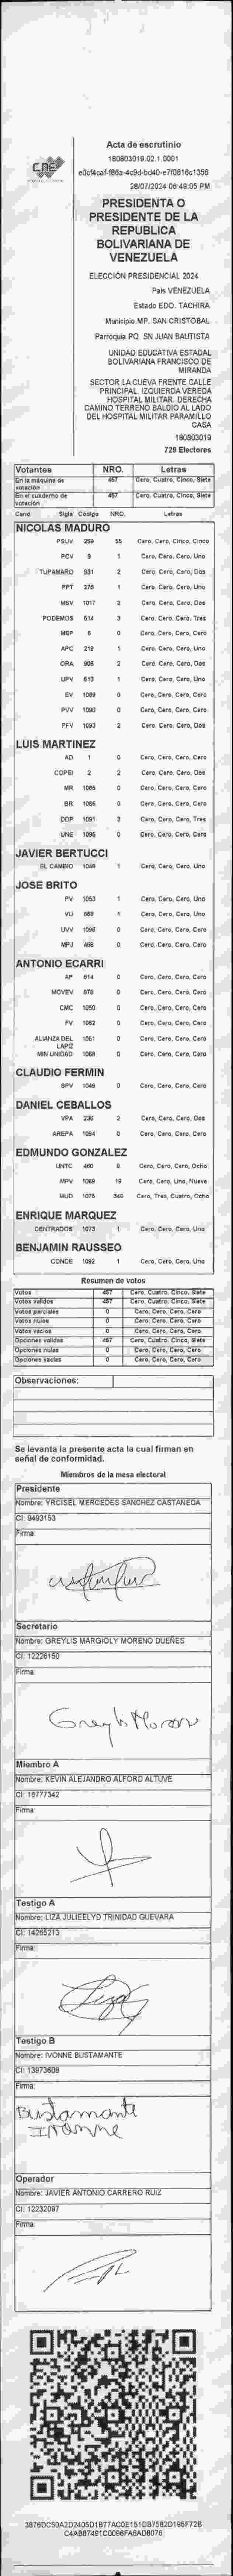 CNE
Acta de escrutinio
180803019.02.1.0001
28/07/2024 06:49:05 PM
PRESIDENTA O
PRESIDENTE DE LA
REPUBLICA
BOLIVARIANA DE
VENEZUELA
ELECCIÓN PRESIDENCIAL 2024
País VENEZUELA
Estado EDO. TACHIRA
Municipio MP. SAN CRISTOBAL
Parroquia PQ. SN JUAN BAUTISTA
UNIDAD EDUCATIVA ESTADAL
BOLIVARIANA FRANCISCO DE
MIRANDA
SECTOR LA CUEVA FRENTE CALLE
PRINCIPAL. IZQUIERDA VEREDA
HOSPITAL MILITAR. DERECHA
CAMINO TERRENO BALDIO AL LADO
DEL HOSPITAL MILITAR PARAMILLO
CASA
180803019
729 Electores
Votantes NRO. Letras
En la máquina de votación 457 Cero, Cuatro, Cinco, Siete
En el cuaderno de votación 457 Cero, Cuatro, Cinco, Siete
Cand Sigla Código NRO. Letras
NICOLAS MADURO
PSUV 269 55 Cero, Cero, Cinco, Cinco
PCV 9 1 Cero, Cero, Cero, Uno
TUPAMARO 931 2 Cero, Cero, Cero, Dos
PPT 276 1 Cero, Cero, Cero, Uno
MSV 1017 2 Cero, Cero, Cero, Dos
PODEMOS 514 3 Cero, Cero, Cero, Tres
MEP 6 0 Cero, Cero, Cero, Cero
APC 219 1 Cero, Cero, Cero, Uno
ORA 906 2 Cero, Cero, Cero, Dos
UPV 613 1 Cero, Cero, Cero, Uno
EV 1089 0 Cero, Cero, Cero, Cero
PVV 1090 0 Cero, Cero, Cero, Cero
PFV 1093 2 Cero, Cero, Cero, Dos
LUIS MARTINEZ
AD 1 0 Cero, Cero, Cero, Cero
COPEI 2 2 Cero, Cero, Cero, Dos
MR 1065 0 Cero, Cero, Cero, Cero
BR 1066 0 Cero, Cero, Cero, Cero
DDP 1091 3 Cero, Cero, Cero, Tres
UNE 1096 0 Cero, Cero, Cero, Cero
JAVIER BERTUCCI
EL CAMBIO 1048 1 Cero, Cero, Cero, Uno
JOSE BRITO
PV 1053 1 Cero, Cero, Cero, Uno
VU 868 1 Cero, Cero, Cero, Uno
UVV 1098 0 Cero, Cero, Cero, Cero
MPJ 468 0 Cero, Cero, Cero, Cero
ANTONIO ECARRI
AP 914 0 Cero, Cero, Cero, Cero
MOVEV 970 0 Cero, Cero, Cero, Cero
CMC 1050 0 Cero, Cero, Cero, Cero
FV 1062 0 Cero, Cero, Cero, Cero
ALIANZA DEL LAPIZ 1051 0 Cero, Cero, Cero, Cero
MIN UNIDAD 1068 0 Cero, Cero, Cero, Cero
CLAUDIO FERMIN
SPV 1049 0 Cero, Cero, Cero, Cero
DANIEL CEBALLOS
VPA 236 2 Cero, Cero, Cero, Dos
AREPA 1094 0 Cero, Cero, Cero, Cero
EDMUNDO GONZALEZ
UNTC 460 8 Cero, Cero, Cero, Ocho
MPV 1069 19 Cero, Cero, Uno, Nueve
MUD 1075 348 Cero, Tres, Cuatro, Ocho
ENRIQUE MARQUEZ
CENTRADOS 1073 1 Cero, Cero, Cero, Uno
BENJAMIN RAUSSEO
CONDE 1092 1 Cero, Cero, Cero, Uno
Resumen de votos
Votos 457 Cero, Cuatro, Cinco, Siete
Votos validos 457 Cero, Cuatro, Cinco, Siete
Votos parciales 0 Cero, Cero, Cero, Cero
Votos nulos 0 Cero, Cero, Cero, Cero
Votos vacios 0 Cero, Cero, Cero, Cero
Opciones validas 457 Cero, Cuatro, Cinco, Siete
Opciones nulas 0 Cero, Cero, Cero, Cero
Opciones vacias 0 Cero, Cero, Cero, Cero
Observaciones:
Se levanta la presente acta la cual firman en
señal de conformidad.
Miembros de la mesa electoral
Presidente
Nombre: YRCISEL MERCEDES SANCHEZ CASTANEDA
CI: 9493153
Firma:
Secretario
Nombre: GREYLIS MARGIOLY MORENO DUEÑES
CI: 12226150
Firma:
Greylis Moreno
Miembro A
Nombre: KEVIN ALEJANDRO ALFORD ALTUVE
CI: 16777342
Firma:
Testigo A
Nombre: LIZA JULIEELYD TRINIDAD GUEVARA
CI: 14265213
Firma:
Liza
Testigo B
Nombre: IVONNE BUSTAMANTE
CI: 13973608
Firma:
Bustamante
Ivonne
Operador
Nombre: JAVIER ANTONIO CARRERO RUIZ
CI: 12232097
Firma: